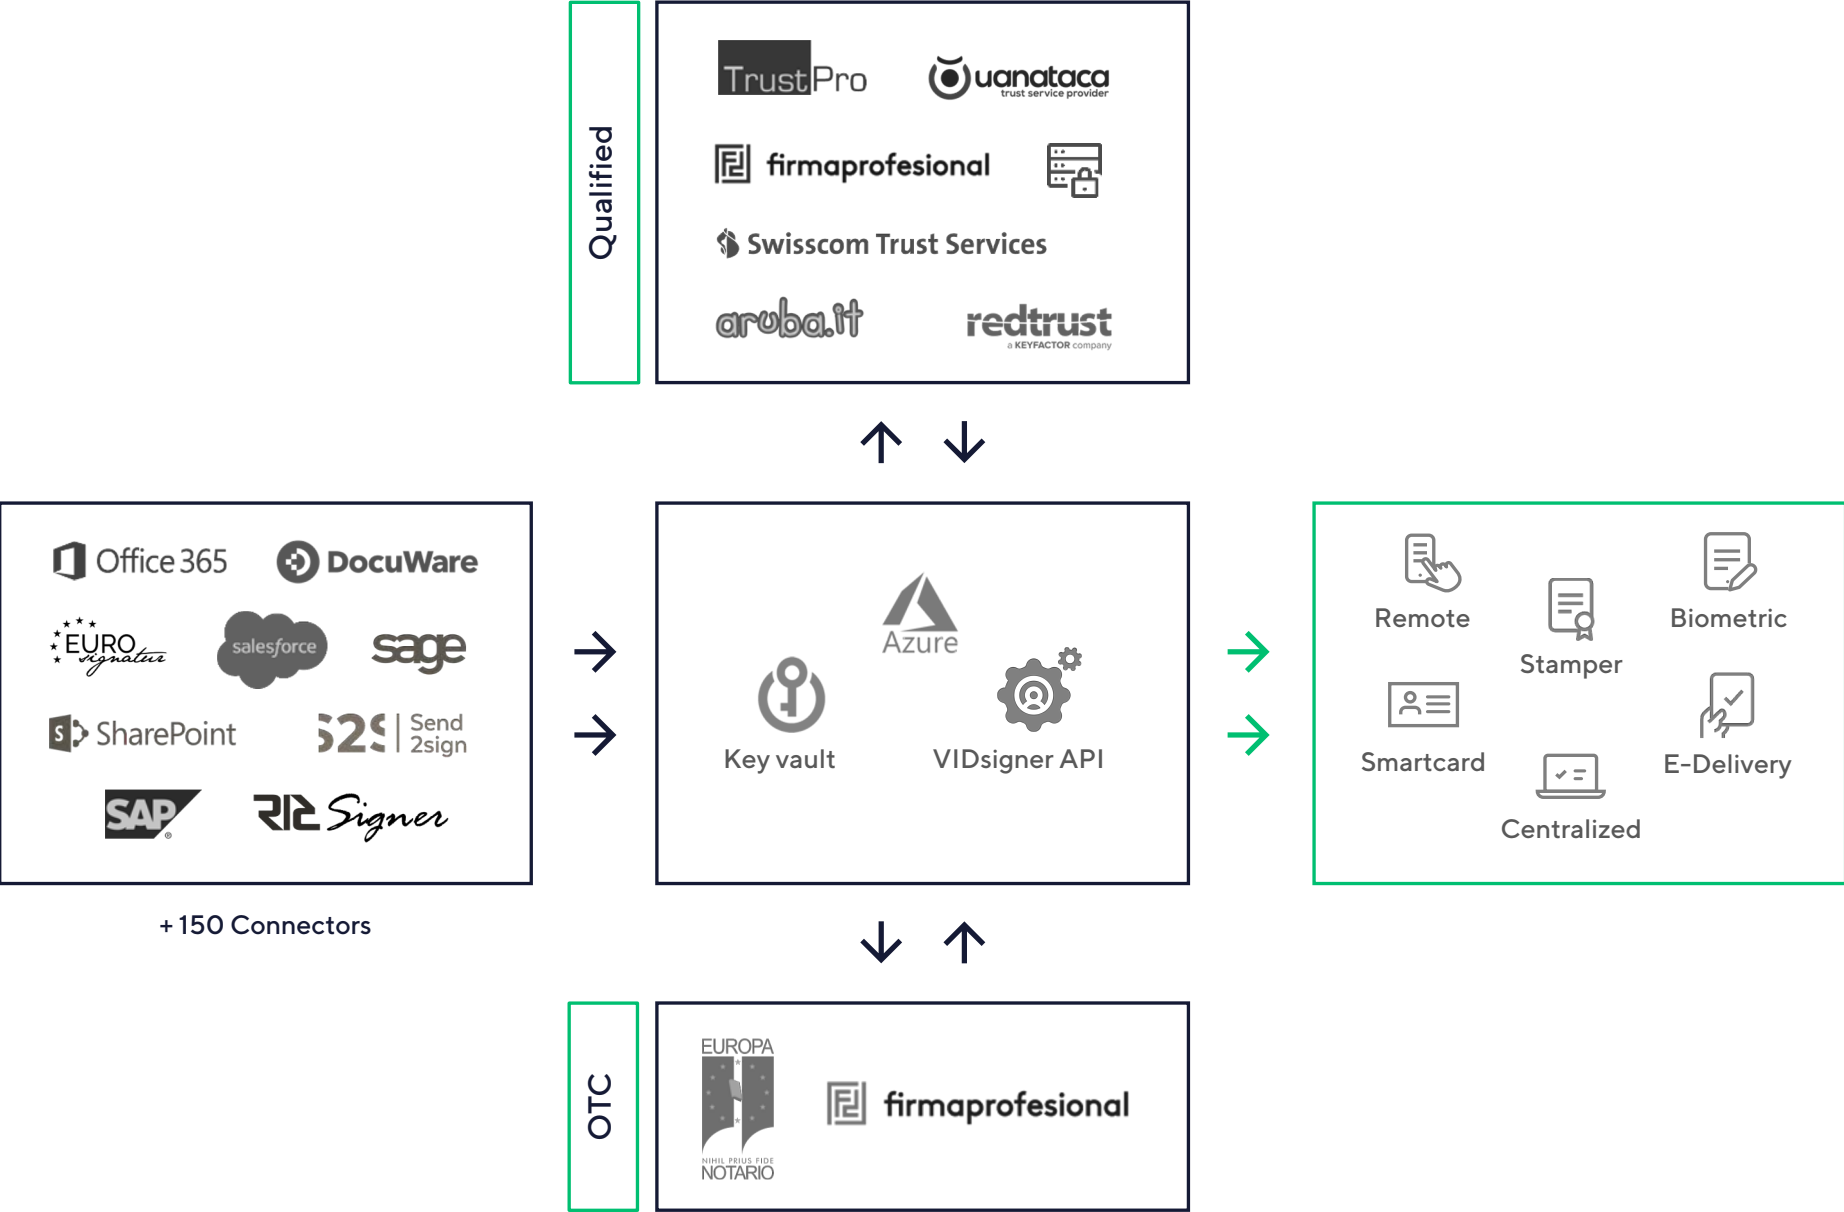 Qualified
TrustPro
uanataca
trust service provider
firmaprofesional
Swisscom Trust Services
aruba.it
redtrust
a KEYFACTOR company
Office 365
DocuWare
EURO
signatur
salesforce
sage
S
SharePoint
S2S
Send
2sign
SAP
®
Signer
+ 150 Connectors
Azure
Key vault
VIDsigner API
Remote
Biometric
Stamper
Smartcard
E-Delivery
Centralized
OTC
EUROPA
NIHIL PRIUS FIDE
NOTARIO
firmaprofesional